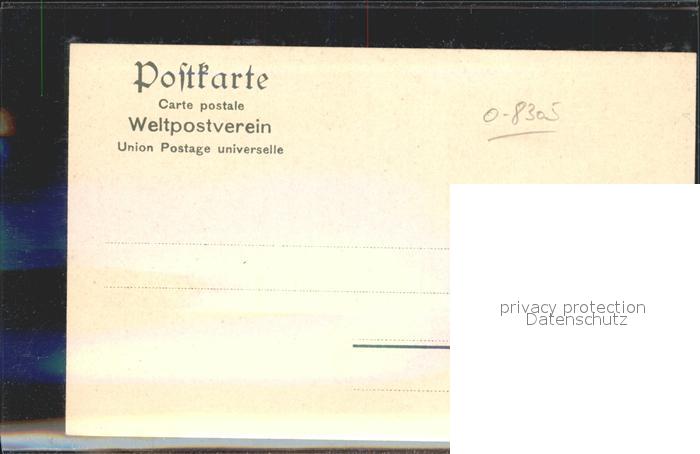 Postkarte
Carte postale
Weltpostverein
Union Postage universelle
0-8305
privacy protection
Datenschutz